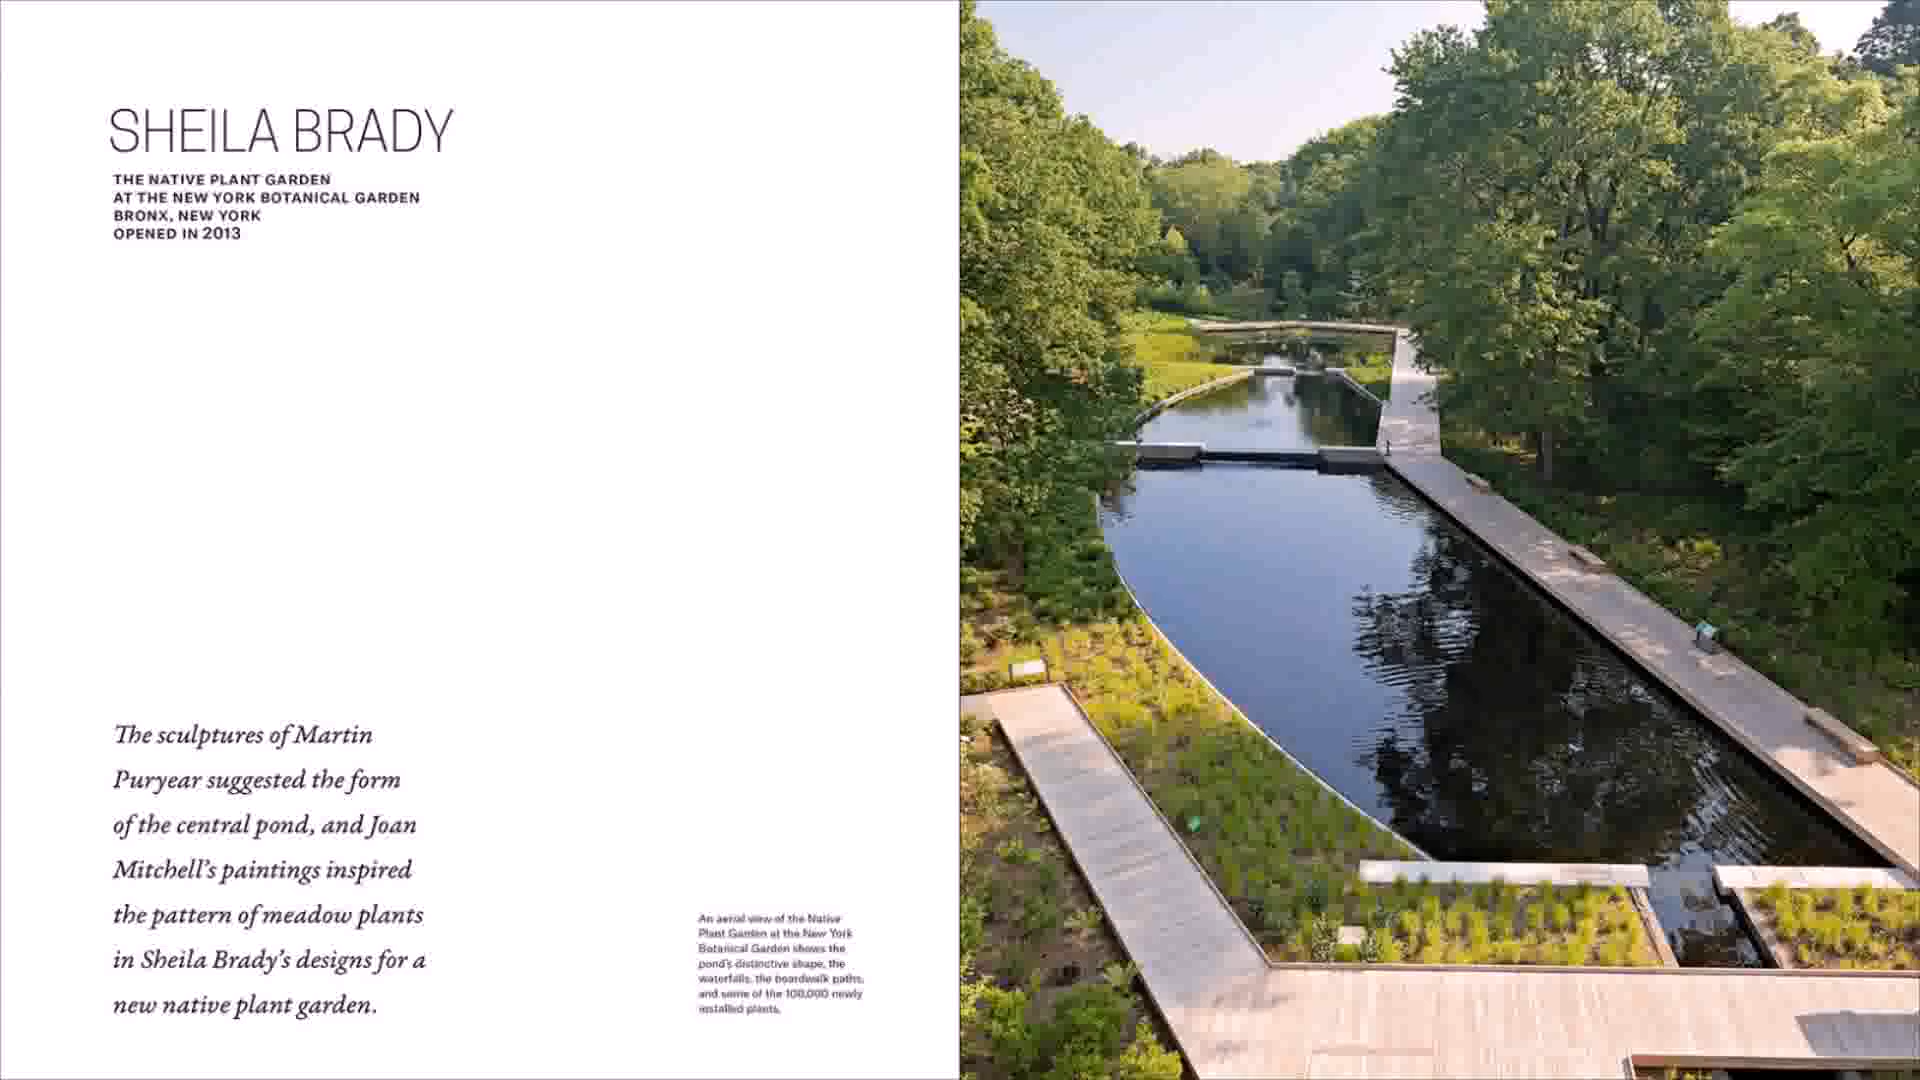 SHEILA BRADY
THE NATIVE PLANT GARDEN
AT THE NEW YORK BOTANICAL GARDEN
BRONX, NEW YORK
OPENED IN 2013
The sculptures of Martin
Puryear suggested the form
of the central pond, and Joan
Mitchell’s paintings inspired
the pattern of meadow plants
in Sheila Brady’s designs for a
new native plant garden.
An aerial view of the Native
Plant Garden at the New York
Botanical Garden shows the
pond’s distinctive shape, the
waterfalls, the boardwalk paths,
and some of the 100,000 newly
installed plants.